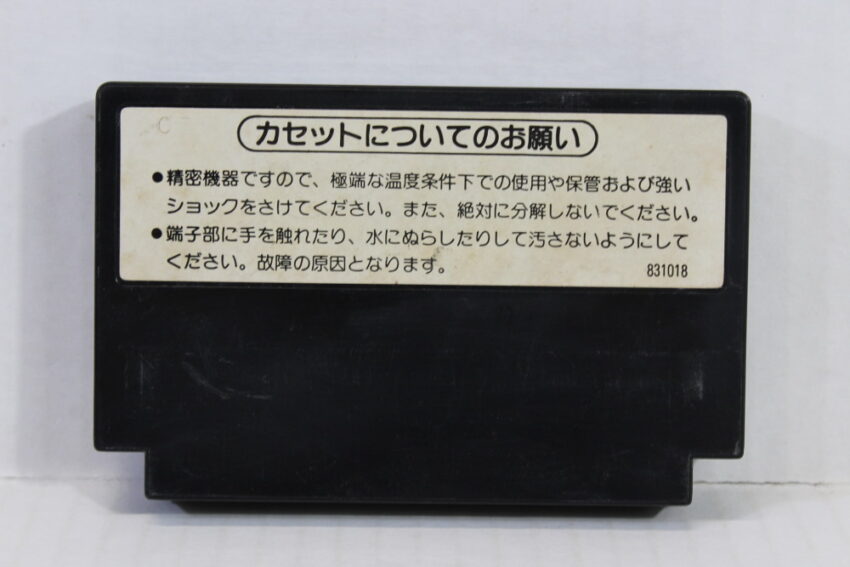 C
カセットについてのお願い
●精密機器ですので、極端な温度条件下での使用や保管および強い
ショックをさけてください。また、絶対に分解しないでください。
●端子部に手を触れたり、水にぬらしたりして汚さないようにして
ください。故障の原因となります。
831018